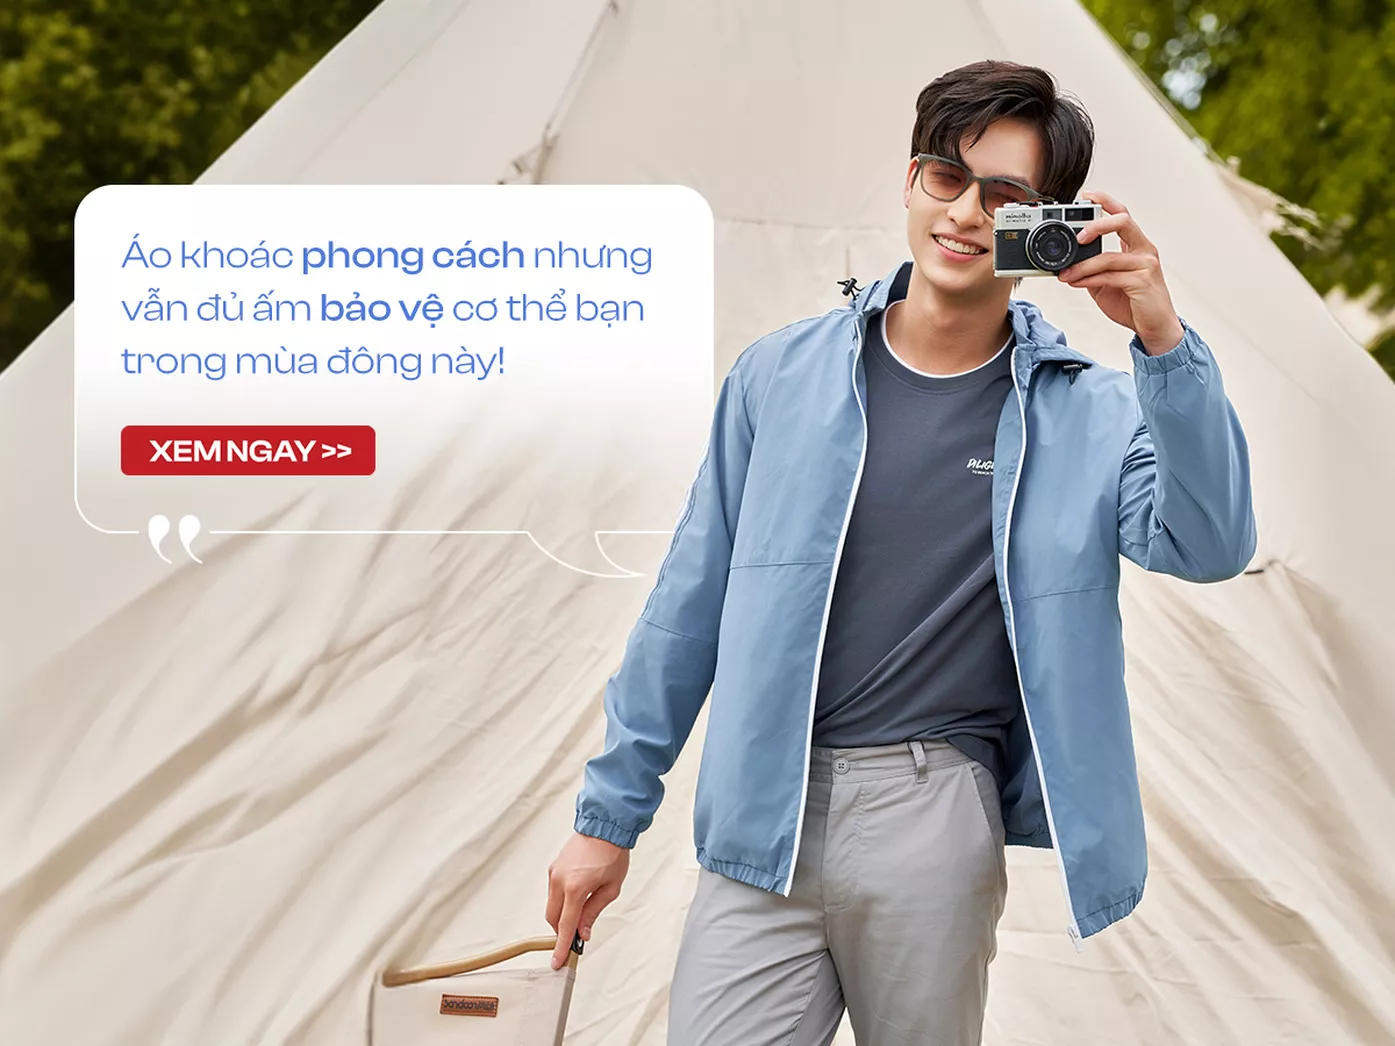 Áo khoác phong cách nhưng
vẫn đủ ấm bảo vệ cơ thể bạn
trong mùa đông này!
XEM NGAY >>
minolta